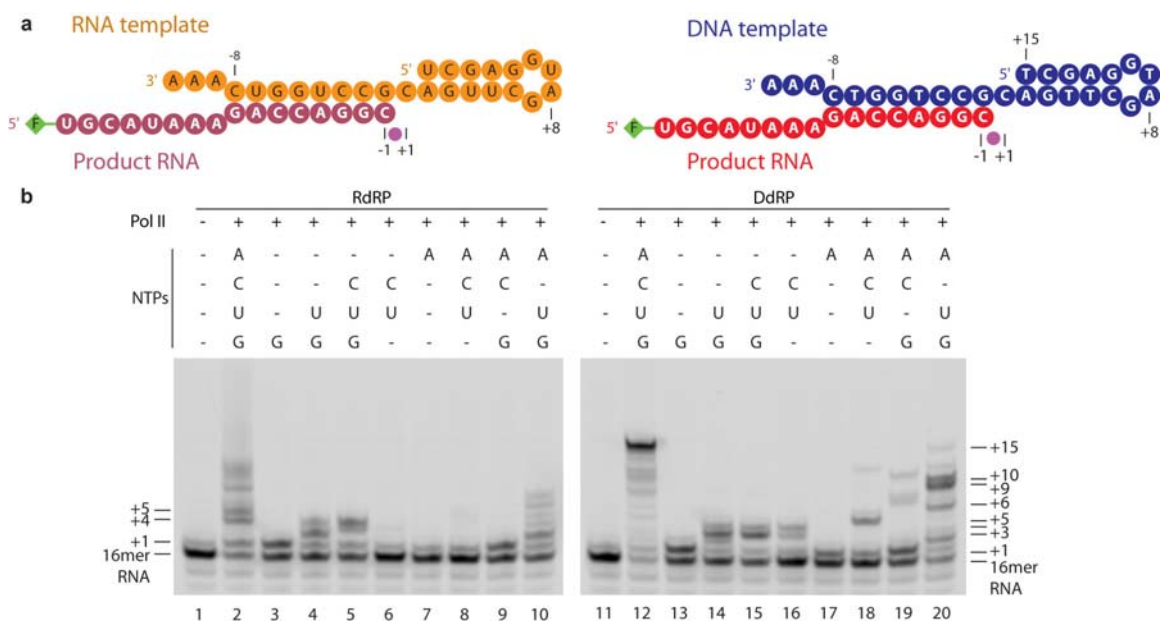 a
RNA template
DNA template
-8
5' U C G A G G U
3' A A A C U G G U C C G C A G U U C G A
+8
5' F U G C A U A A A G A C C A G G C
-1 +1
Product RNA
+15
-8
5' T C G A G G T
3' A A A C T G G T C C G C A G T T C G A
+8
5' F U G C A U A A A G A C C A G G C
-1 +1
Product RNA
b
RdRP DdRP
Pol II - + + + + + + + + + - + + + + + + + + +
- A - - - - A A A A - A - - - - A A A A
- C - - C C - C C - - C - - C C - C C -
NTPs
- U - U U U - U - U - U - U U U - U - U
- G G G G - - - G G - G G G G - - - G G
+5
+4
+1
16mer
RNA
+15
+10
+9
+6
+5
+3
+1
16mer
RNA
1 2 3 4 5 6 7 8 9 10 11 12 13 14 15 16 17 18 19 20